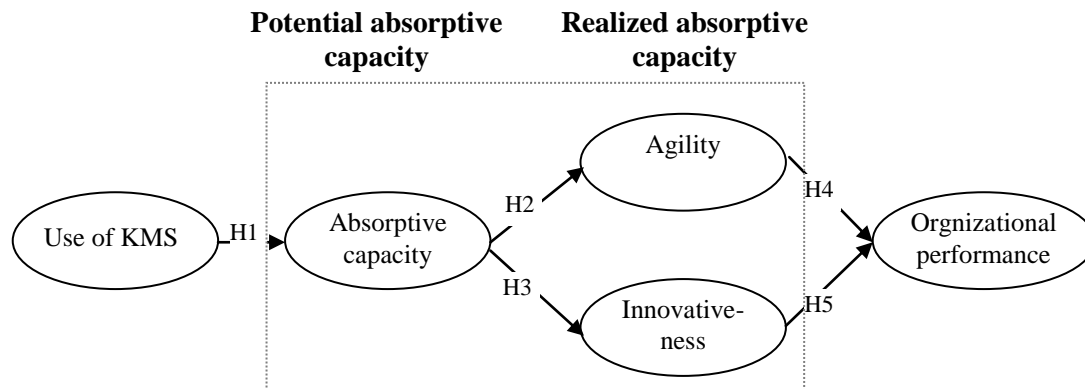 Potential absorptive
capacity
Realized absorptive
capacity
Agility
H4
H2
Use of KMS
H1
Absorptive
capacity
Orgnizational
performance
H3
H5
Innovative-
ness